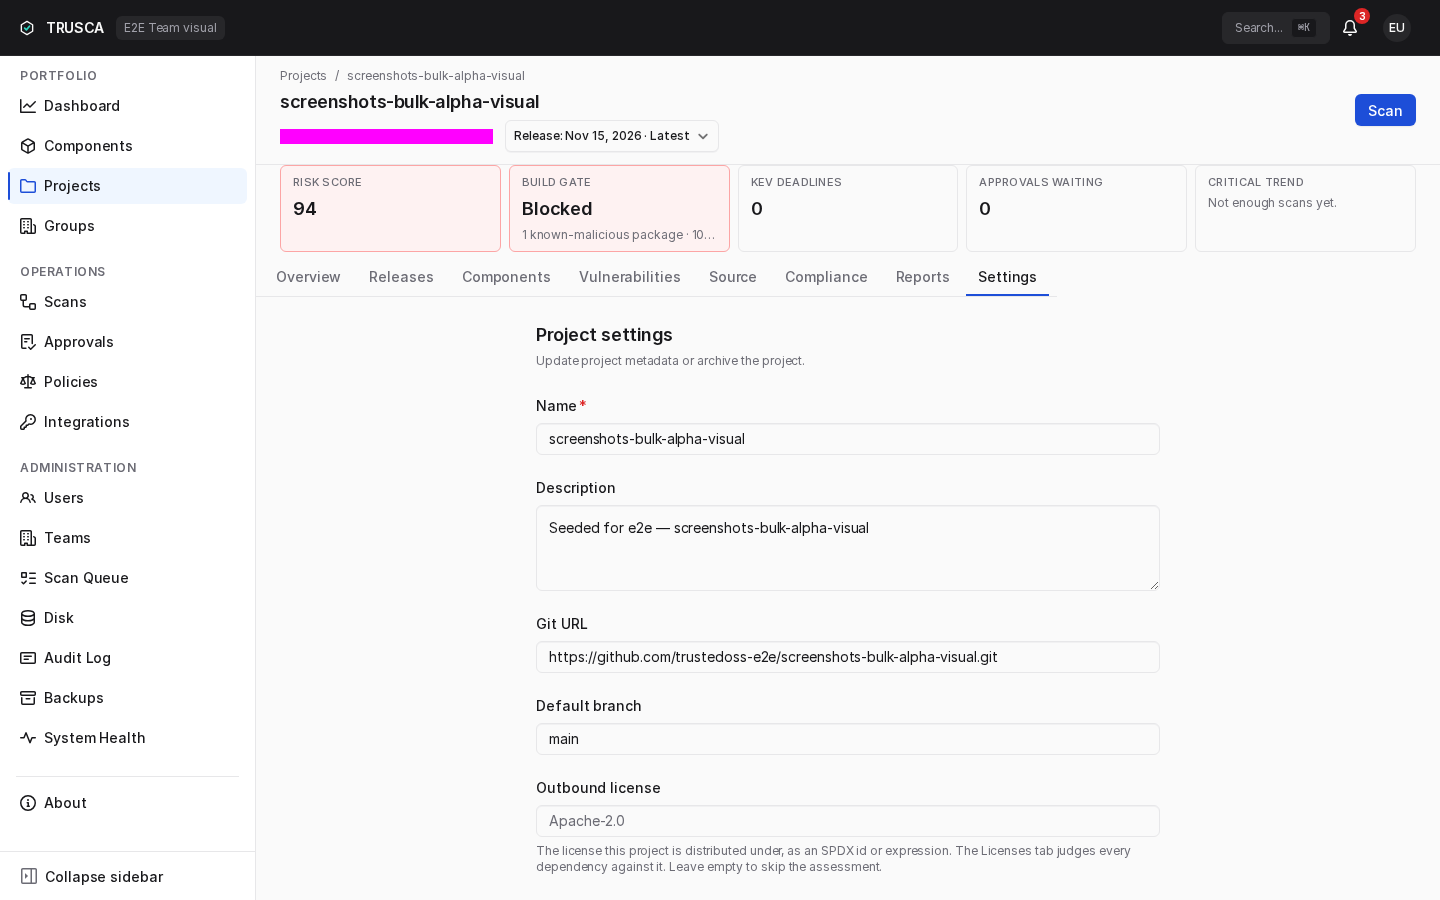 TRUSCA
E2E Team visual
Search...
⌘K
3
EU
PORTFOLIO
Dashboard
Components
Projects
Groups
OPERATIONS
Scans
Approvals
Policies
Integrations
ADMINISTRATION
Users
Teams
Scan Queue
Disk
Audit Log
Backups
System Health
About
Collapse sidebar
Projects / screenshots-bulk-alpha-visual
screenshots-bulk-alpha-visual
Release: Nov 15, 2026 · Latest
Scan
RISK SCORE
94
BUILD GATE
Blocked
1 known-malicious package · 10...
KEV DEADLINES
0
APPROVALS WAITING
0
CRITICAL TREND
Not enough scans yet.
Overview
Releases
Components
Vulnerabilities
Source
Compliance
Reports
Settings
Project settings
Update project metadata or archive the project.
Name *
screenshots-bulk-alpha-visual
Description
Seeded for e2e — screenshots-bulk-alpha-visual
Git URL
https://github.com/trustedoss-e2e/screenshots-bulk-alpha-visual.git
Default branch
main
Outbound license
Apache-2.0
The license this project is distributed under, as an SPDX id or expression. The Licenses tab judges every
dependency against it. Leave empty to skip the assessment.